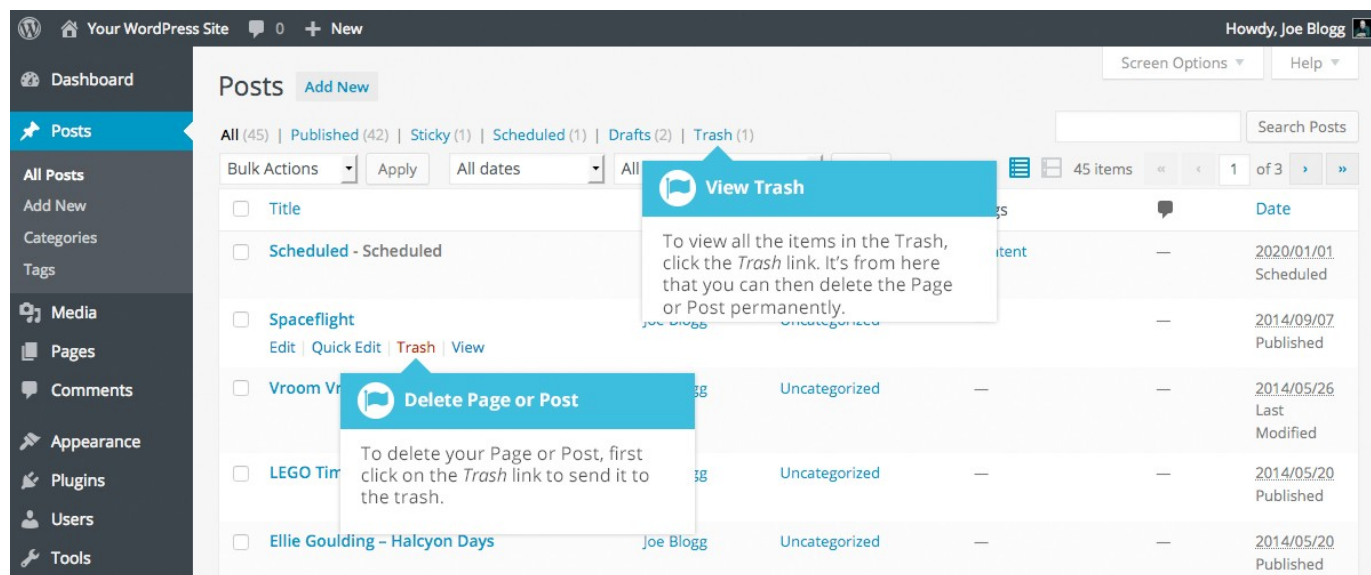 Your WordPress Site 0 + New Howdy, Joe Blogg
Dashboard
Posts
All Posts
Add New
Categories
Tags
Media
Pages
Comments
Appearance
Plugins
Users
Tools
Screen Options Help
Posts Add New
All (45) | Published (42) | Sticky (1) | Scheduled (1) | Drafts (2) | Trash (1)
Search Posts
Bulk Actions Apply All dates All 45 items « ‹ 1 of 3 › »
View Trash
To view all the items in the Trash,
click the Trash link. It's from here
that you can then delete the Page
or Post permanently.
Title Date
Scheduled - Scheduled — 2020/01/01
Scheduled
Spaceflight Joe Blogg Uncategorized — 2014/09/07
Edit | Quick Edit | Trash | View Published
Delete Page or Post
To delete your Page or Post, first
click on the Trash link to send it to
the trash.
Vroom Uncategorized — — 2014/05/26
Last
Modified
LEGO Uncategorized — — 2014/05/20
Published
Ellie Goulding – Halcyon Days Joe Blogg Uncategorized — — 2014/05/20
Published